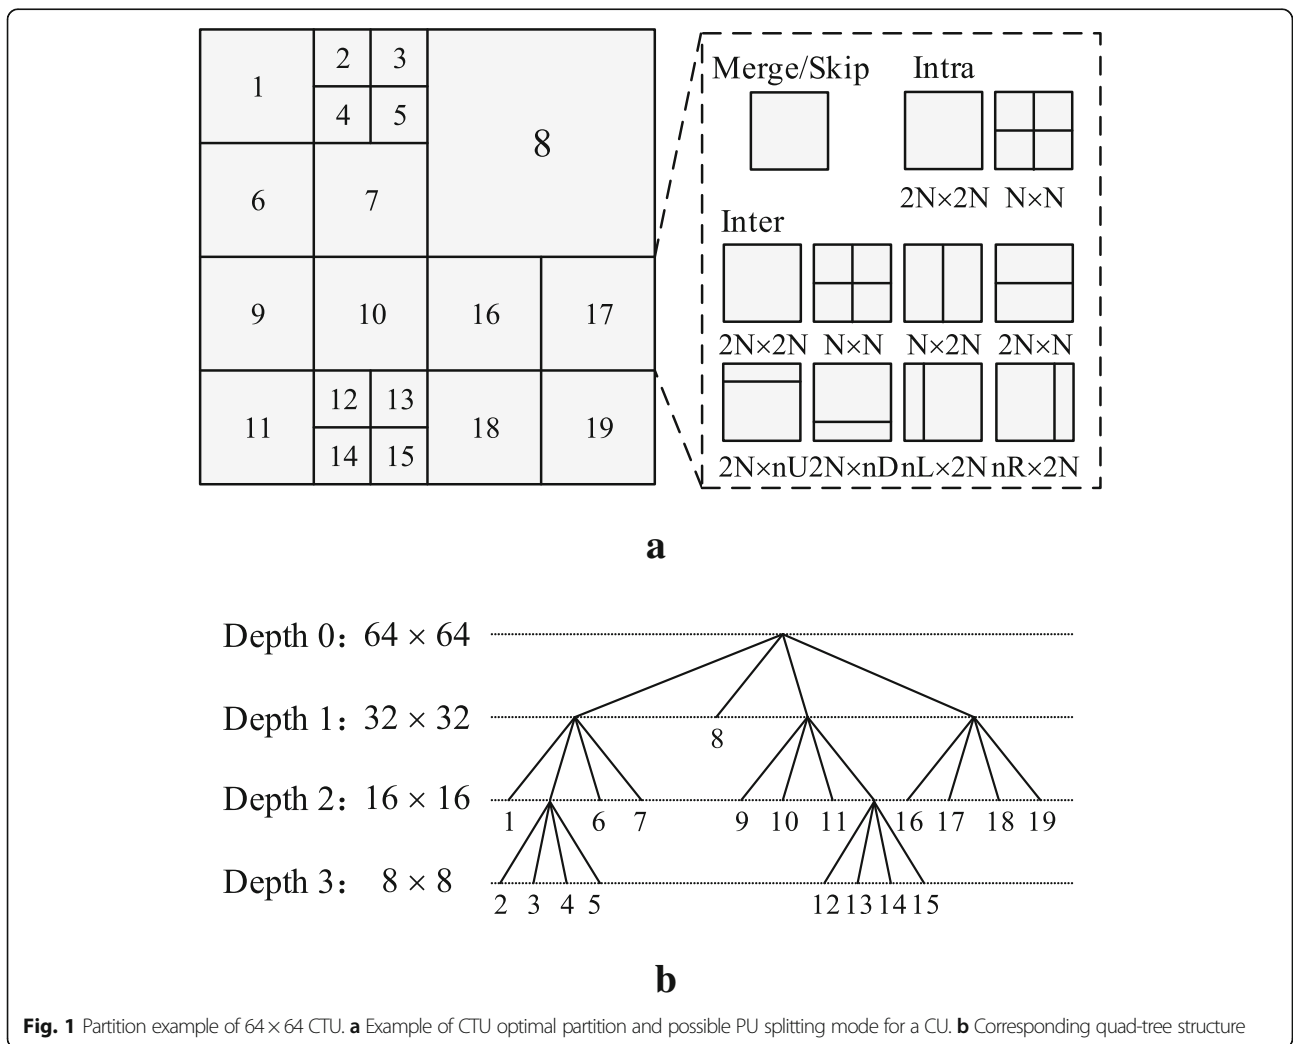 1 2 3
4 5
8
6 7
9 10 16 17
12 13
11 18 19
14 15
Merge/Skip Intra
2N×2N N×N
Inter
2N×2N N×N N×2N 2N×N
2N×nU 2N×nD nL×2N nR×2N
a
Depth 0: 64 × 64
Depth 1: 32 × 32
8
Depth 2: 16 × 16
1 6 7 9 10 11 16 17 18 19
Depth 3: 8 × 8
2 3 4 5 12 13 14 15
b
Fig. 1 Partition example of 64 × 64 CTU. a Example of CTU optimal partition and possible PU splitting mode for a CU. b Corresponding quad-tree structure